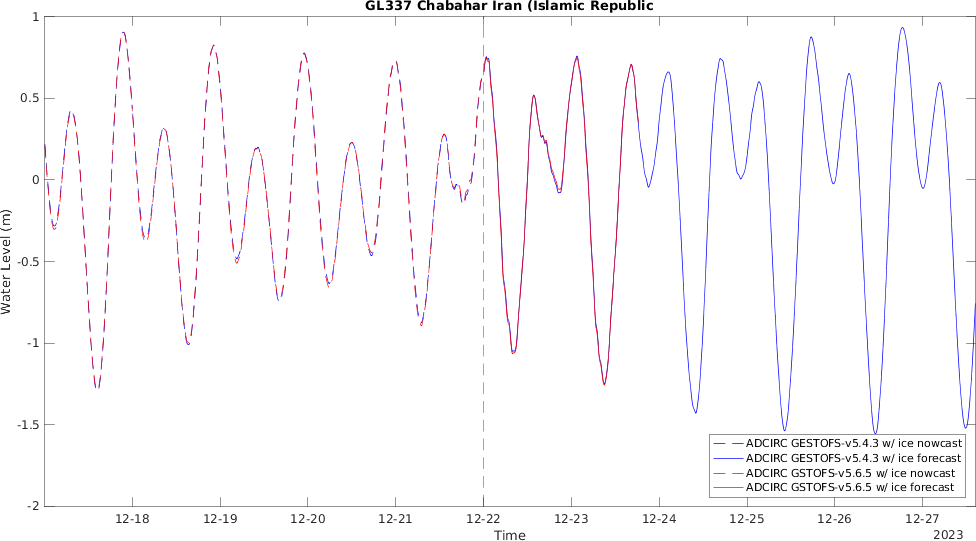 GL337 Chabahar Iran (Islamic Republic
1
0.5
0
-0.5
-1
-1.5
-2
Water Level (m)
12-18
12-19
12-20
12-21
12-22
12-23
12-24
12-25
12-26
12-27
Time
2023
ADCIRC GESTOFS-v5.4.3 w/ ice nowcast
ADCIRC GESTOFS-v5.4.3 w/ ice forecast
ADCIRC GSTOFS-v5.6.5 w/ ice nowcast
ADCIRC GSTOFS-v5.6.5 w/ ice forecast